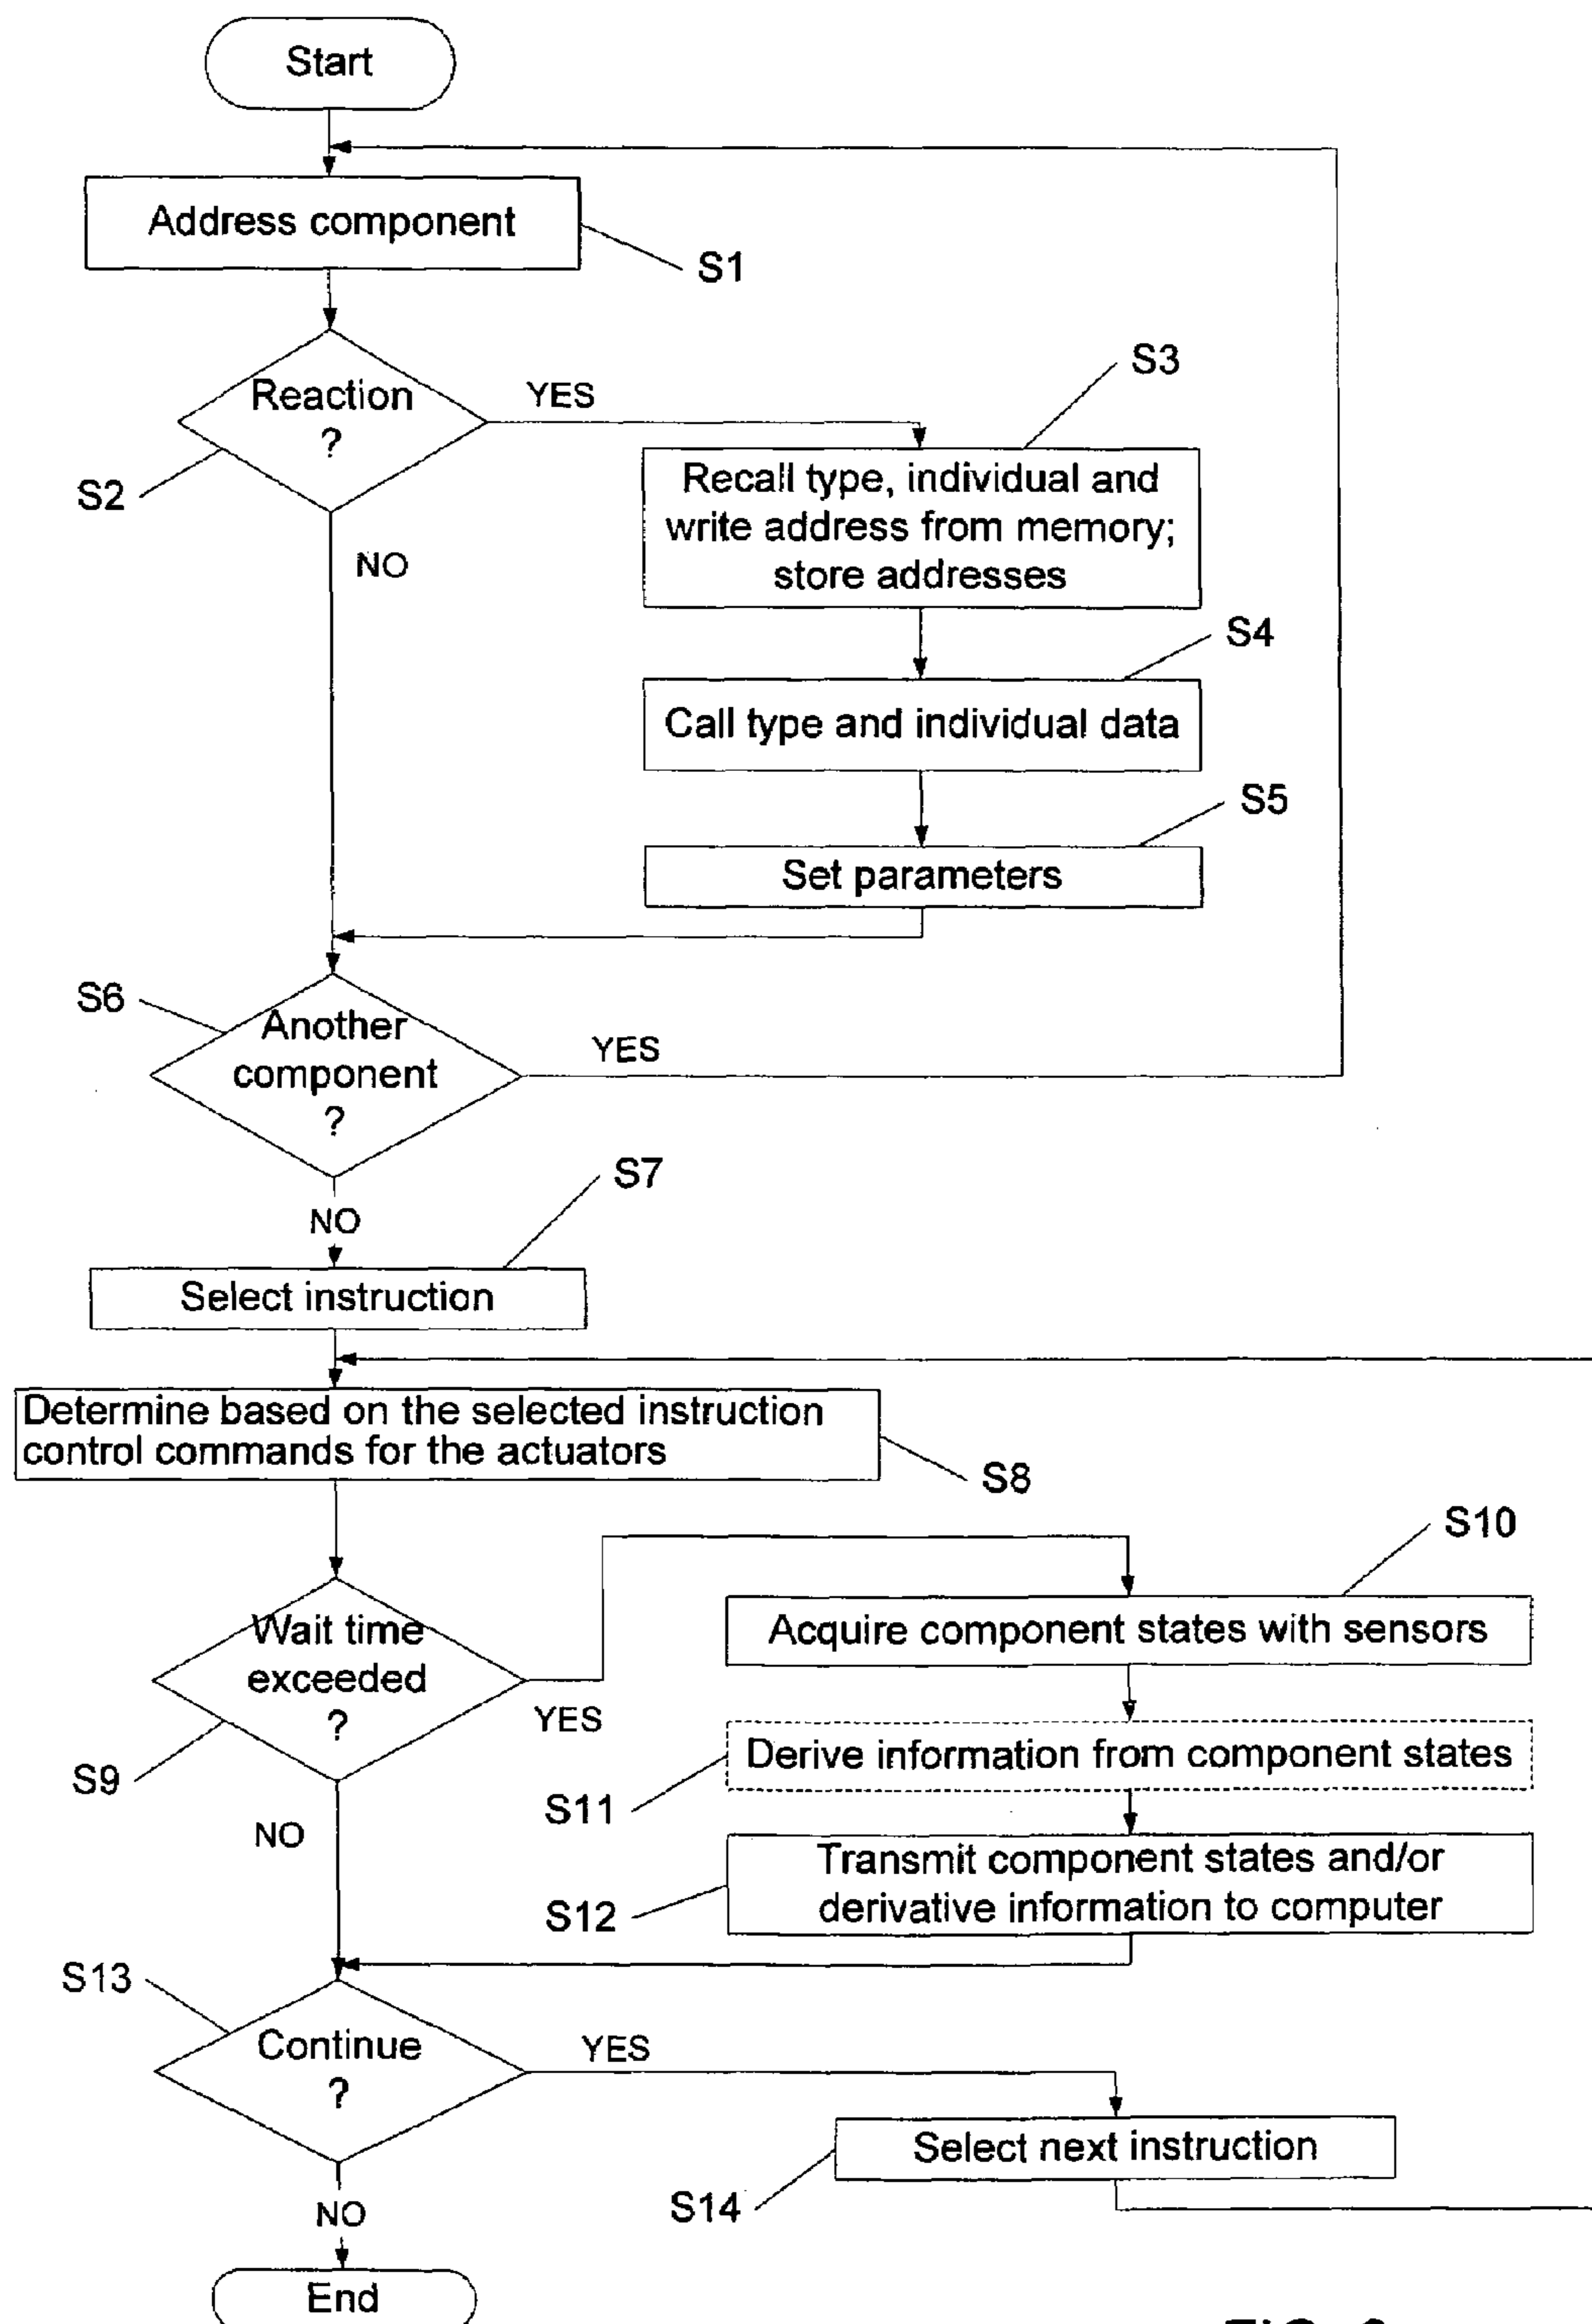 Start
Address component
S1
Reaction
?
YES
S2
NO
S3
Recall type, individual and
write address from memory;
store addresses
S4
Call type and individual data
S5
Set parameters
S6
Another
component
?
YES
NO
S7
Select instruction
Determine based on the selected instruction
control commands for the actuators
S8
Wait time
exceeded
?
YES
S9
NO
S10
Acquire component states with sensors
Derive information from component states
S11
Transmit component states and/or
derivative information to computer
S12
S13
Continue
?
YES
Select next instruction
S14
NO
End